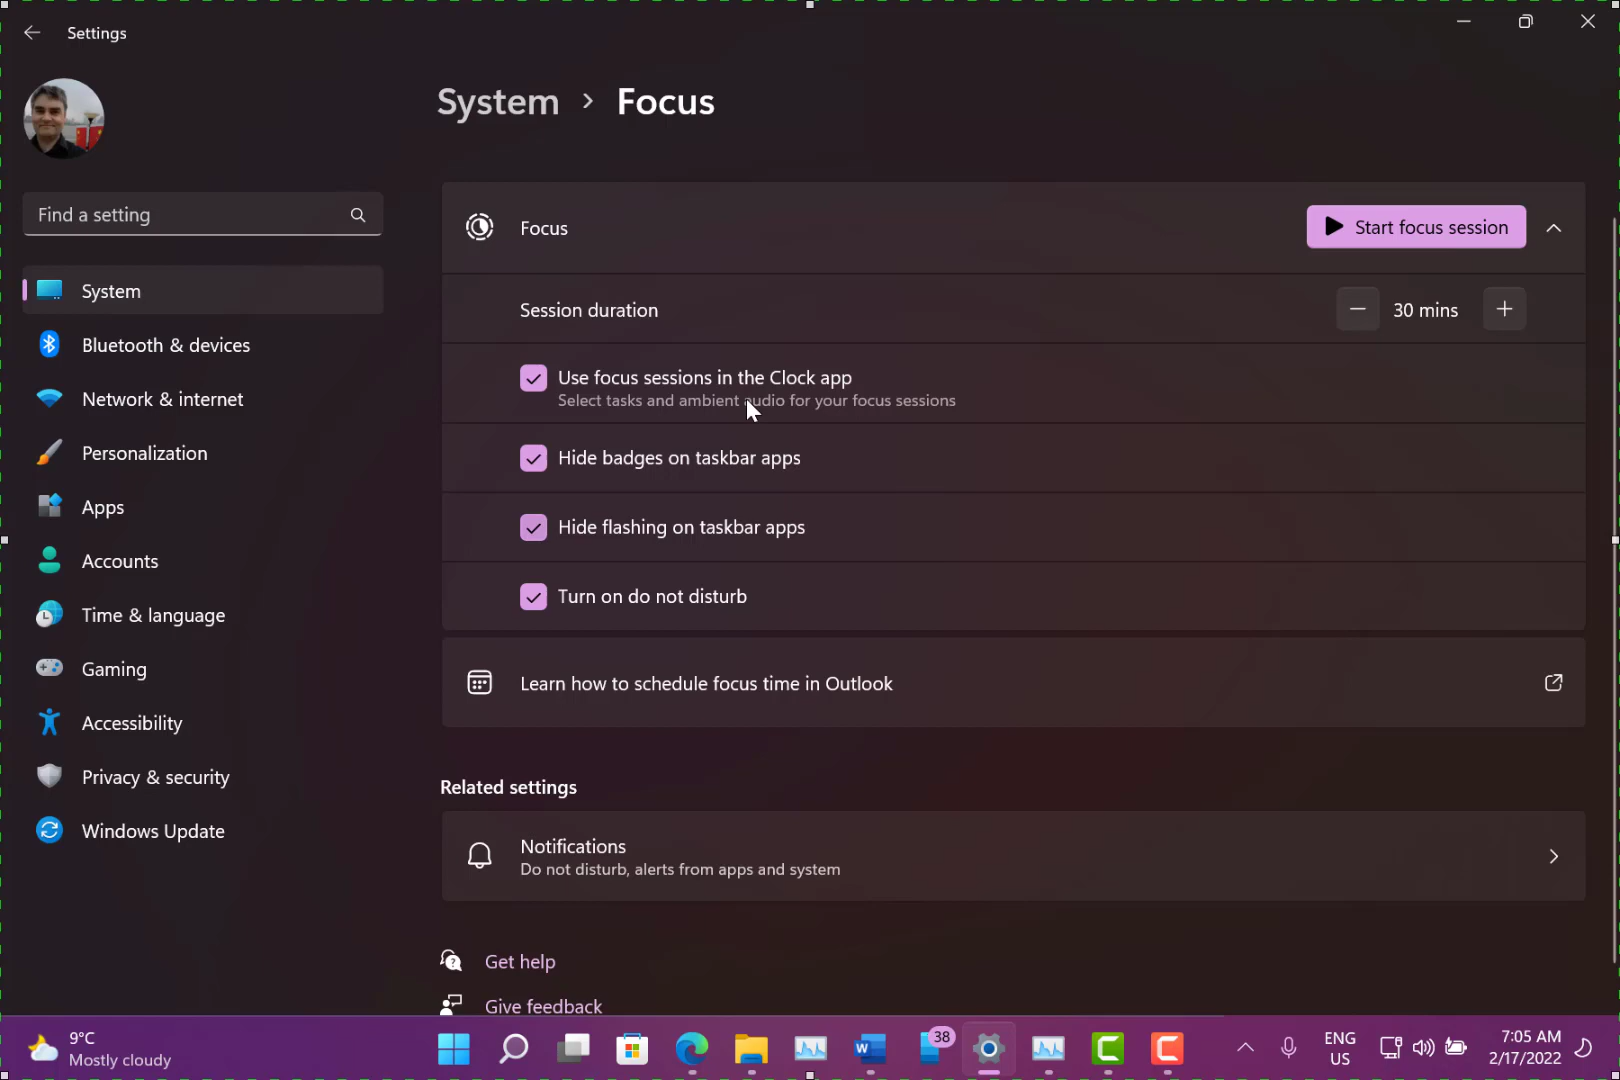 Settings
System > Focus
Find a setting
System
Bluetooth & devices
Network & internet
Personalization
Apps
Accounts
Time & language
Gaming
Accessibility
Privacy & security
Windows Update
Focus
Start focus session
Session duration
30 mins
Use focus sessions in the Clock app
Select tasks and ambient audio for your focus sessions
Hide badges on taskbar apps
Hide flashing on taskbar apps
Turn on do not disturb
Learn how to schedule focus time in Outlook
Related settings
Notifications
Do not disturb, alerts from apps and system
Get help
Give feedback
9°C
Mostly cloudy
W
38
ENG
US
7:05 AM
2/17/2022